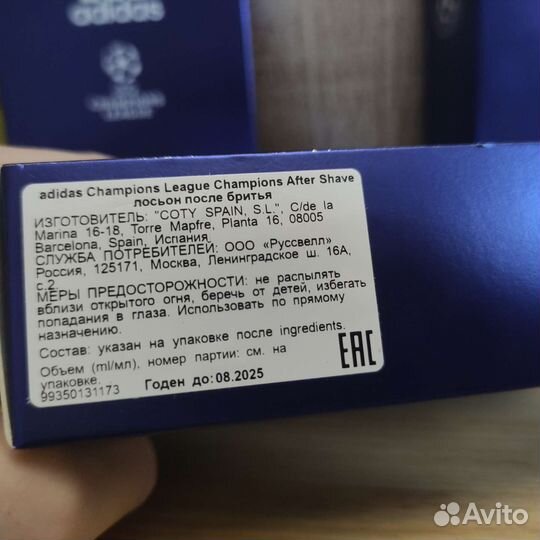 adidas
CHAMPIONS
LEAGUE
adidas Champions League Champions After Shave
лосьон после бритья
ИЗГОТОВИТЕЛЬ: "COTY SPAIN, S.L.", C/de la
Marina 16-18, Torre Mapfre, Planta 16, 08005
Barcelona, Spain, Испания
СЛУЖБА ПОТРЕБИТЕЛЕЙ: ООО «Руссвелл»
Россия, 125171, Москва, Ленинградское ш. 16А,
с.2.
МЕРЫ ПРЕДОСТОРОЖНОСТИ: не распылять
вблизи открытого огня, беречь от детей, избегать
попадания в глаза. Использовать по прямому
назначению.
Состав: указан на упаковке после ingredients.
Объем (ml/мл), номер партии: см. на
упаковке.
Годен до:08.2025
99350131173
EAC
Avito